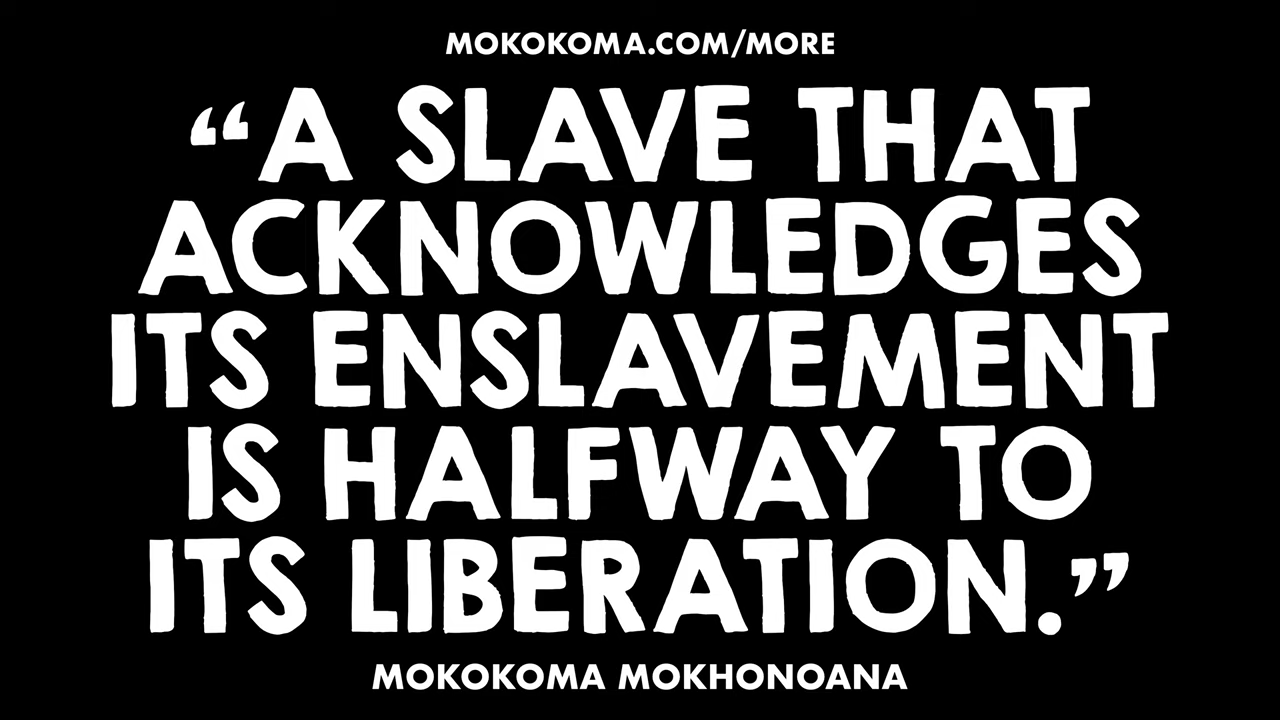 MOKOKOMA.COM/MORE
“A SLAVE THAT
ACKNOWLEDGES
ITS ENSLAVEMENT
IS HALFWAY TO
ITS LIBERATION.”
MOKOKOMA MOKHONOANA